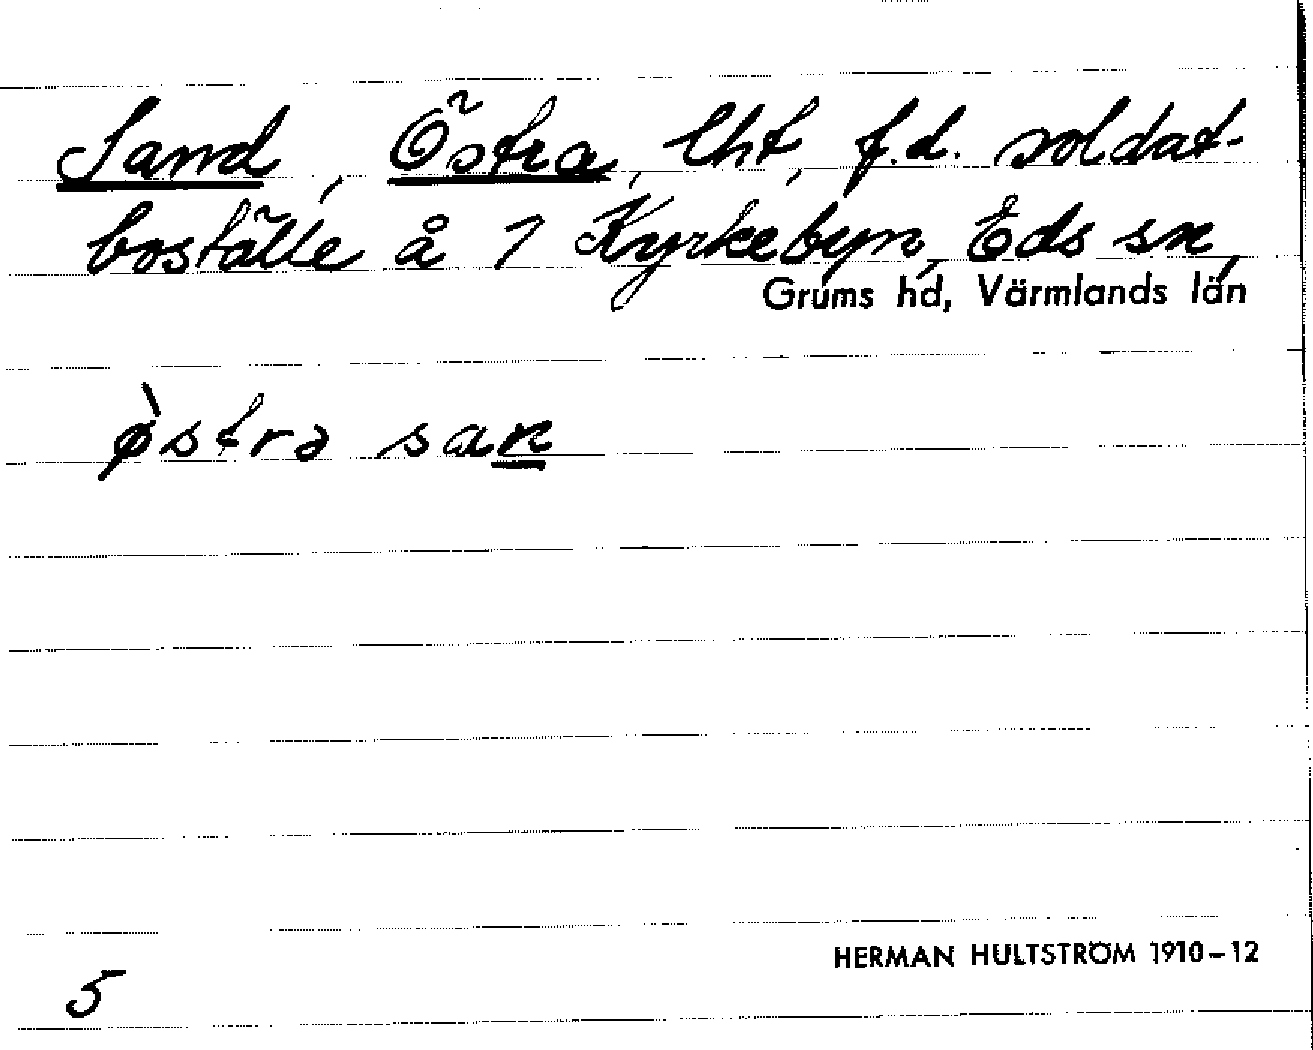 Sand, Östra, lht, f.d. soldat-
boställe å 1 Kyrkebyn, Eds sn,
Grums hd, Värmlands län
ø̀strə san
HERMAN HULTSTRÖM 1910-12
5